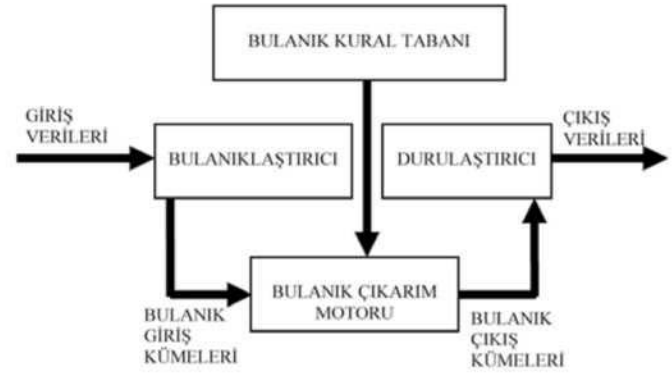 BULANIK KURAL TABANI
GİRİŞ
VERİLERİ
ÇIKIŞ
VERİLERİ
BULANIKLAŞTIRICI
DURULAŞTIRICI
BULANIK ÇIKARIM
MOTORU
BULANIK
GİRİŞ
KÜMELERİ
BULANIK
ÇIKIŞ
KÜMELERİ